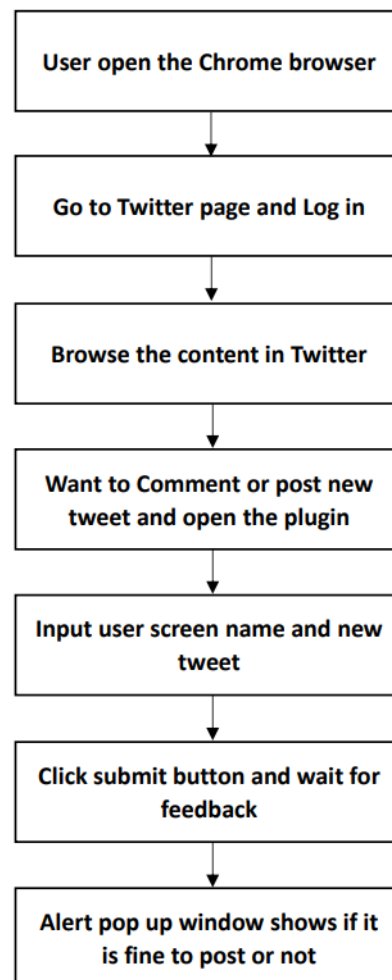 User open the Chrome browser
Go to Twitter page and Log in
Browse the content in Twitter
Want to Comment or post new
tweet and open the plugin
Input user screen name and new
tweet
Click submit button and wait for
feedback
Alert pop up window shows if it
is fine to post or not